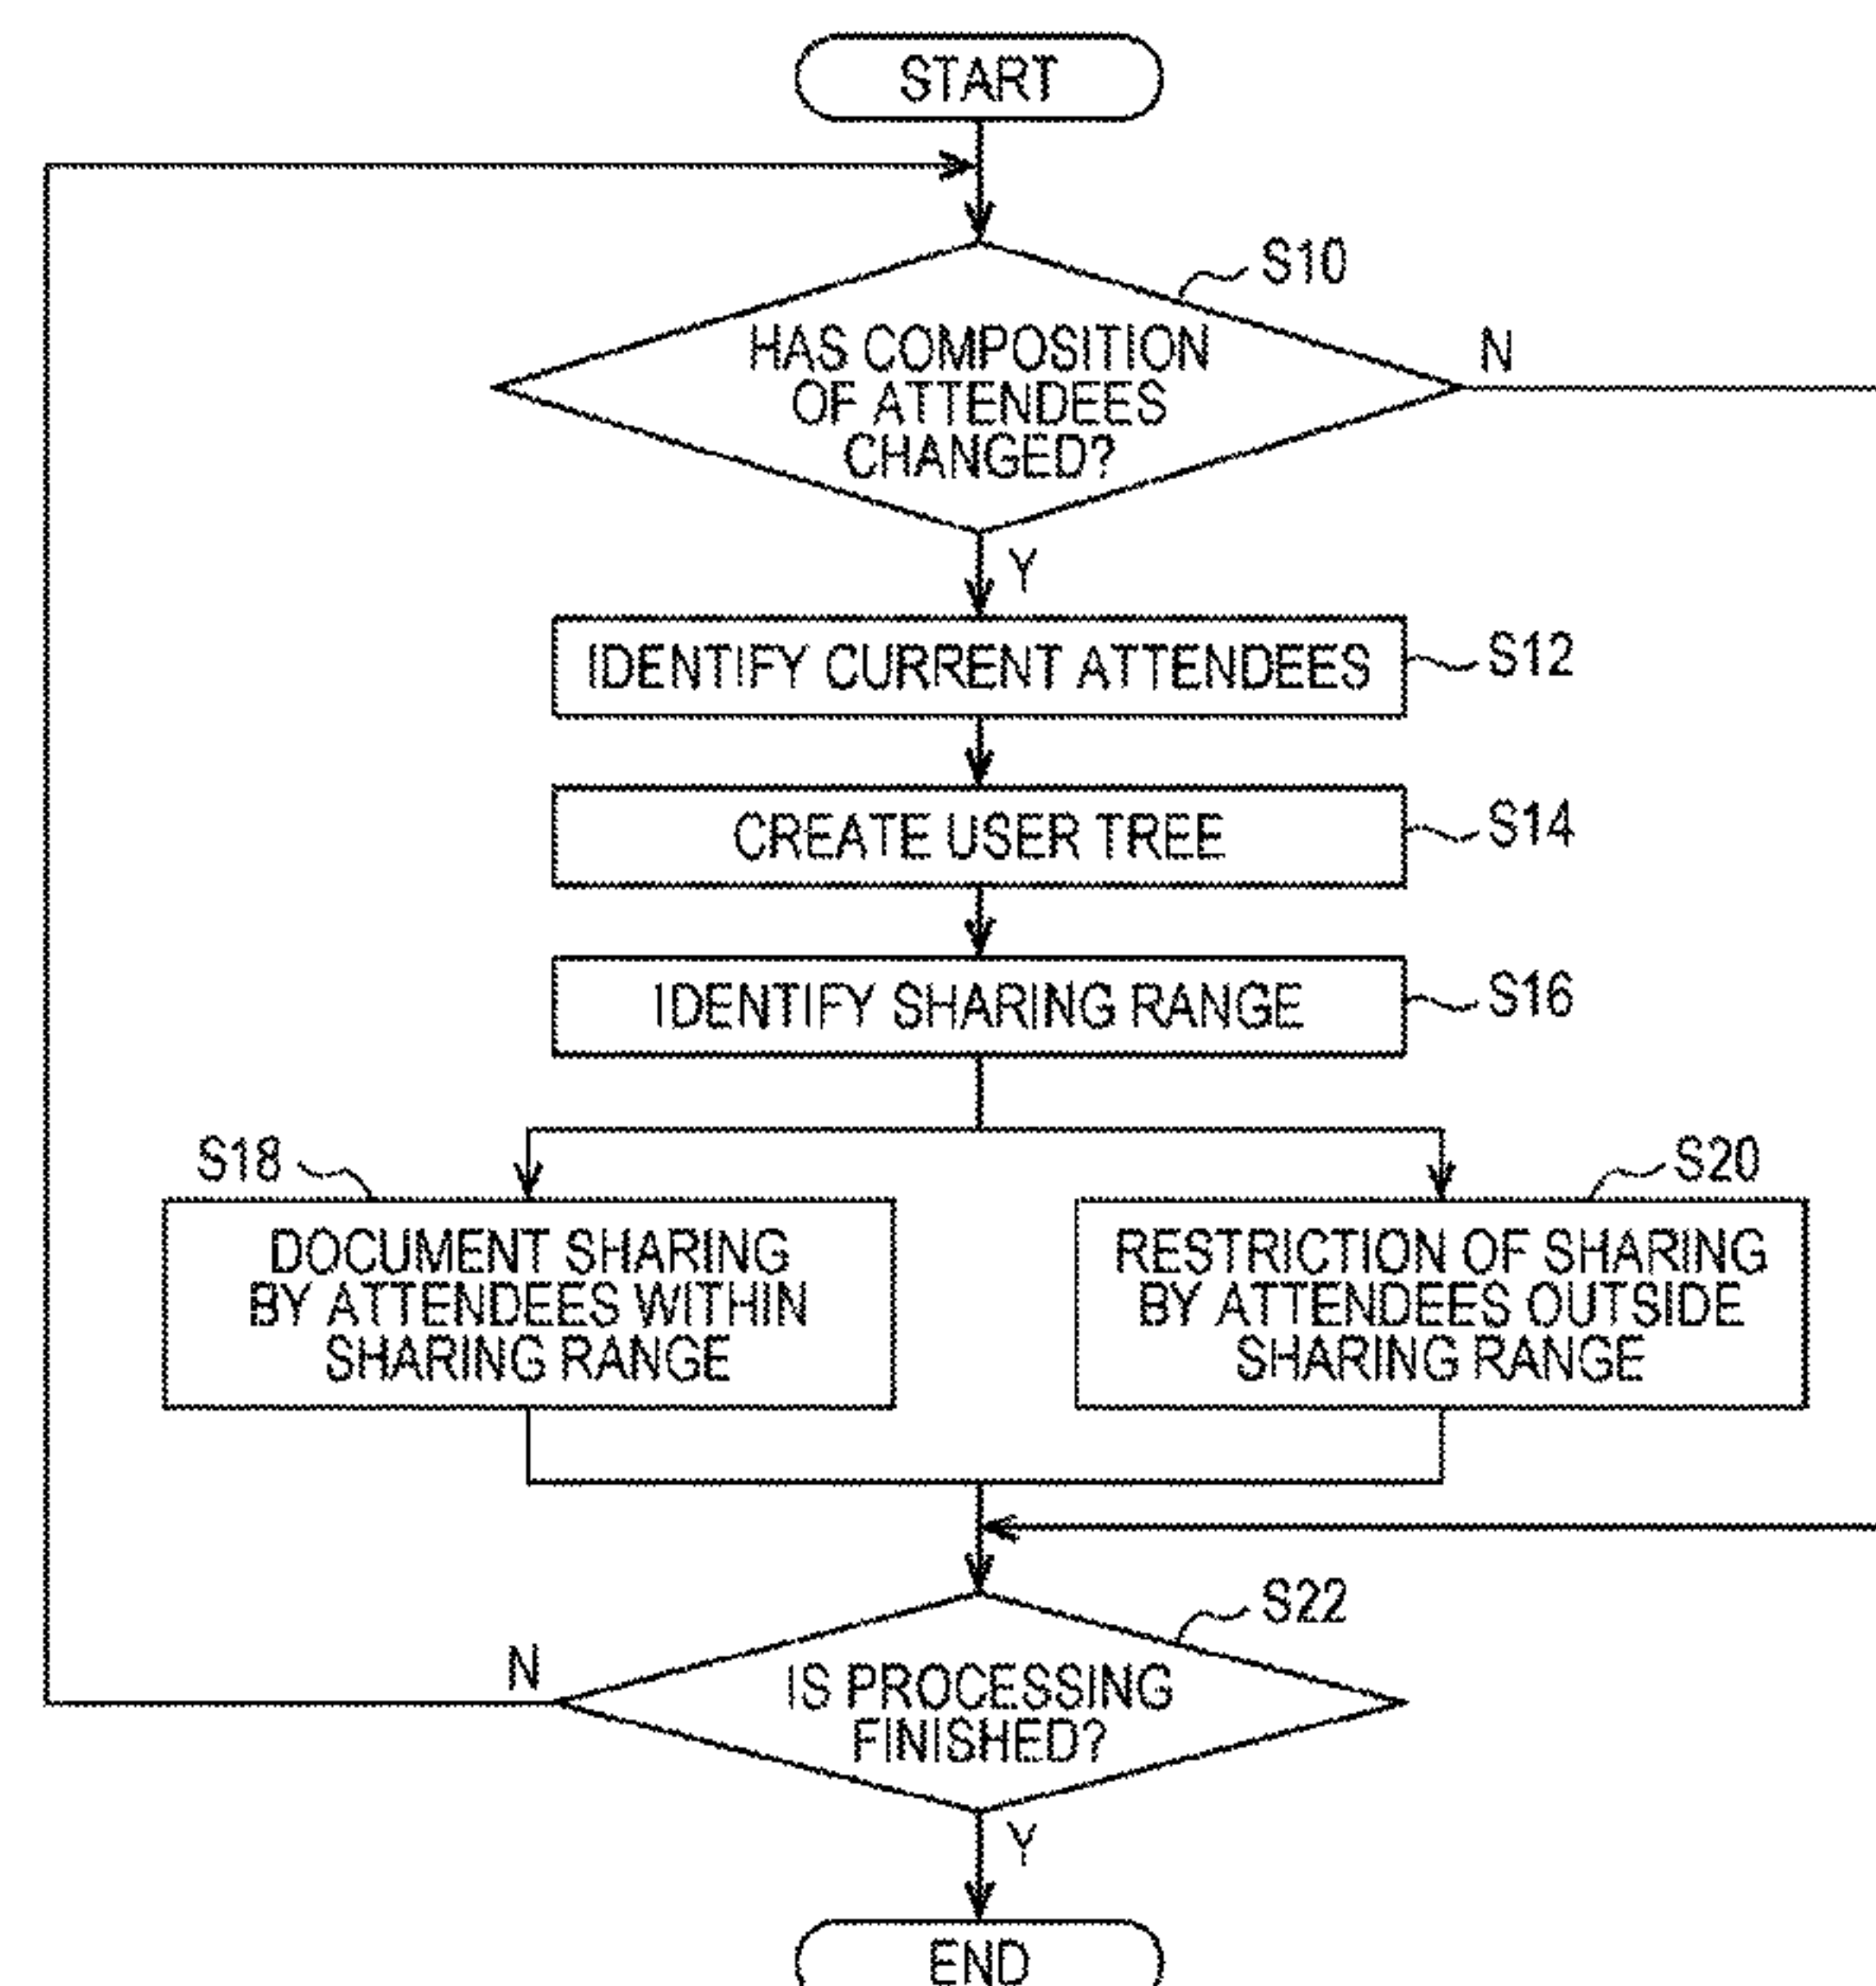 START
S10
HAS COMPOSITION
OF ATTENDEES
CHANGED?
N
Y
IDENTIFY CURRENT ATTENDEES
S12
CREATE USER TREE
S14
IDENTIFY SHARING RANGE
S16
S18
DOCUMENT SHARING
BY ATTENDEES WITHIN
SHARING RANGE
S20
RESTRICTION OF SHARING
BY ATTENDEES OUTSIDE
SHARING RANGE
S22
N
IS PROCESSING
FINISHED?
Y
END